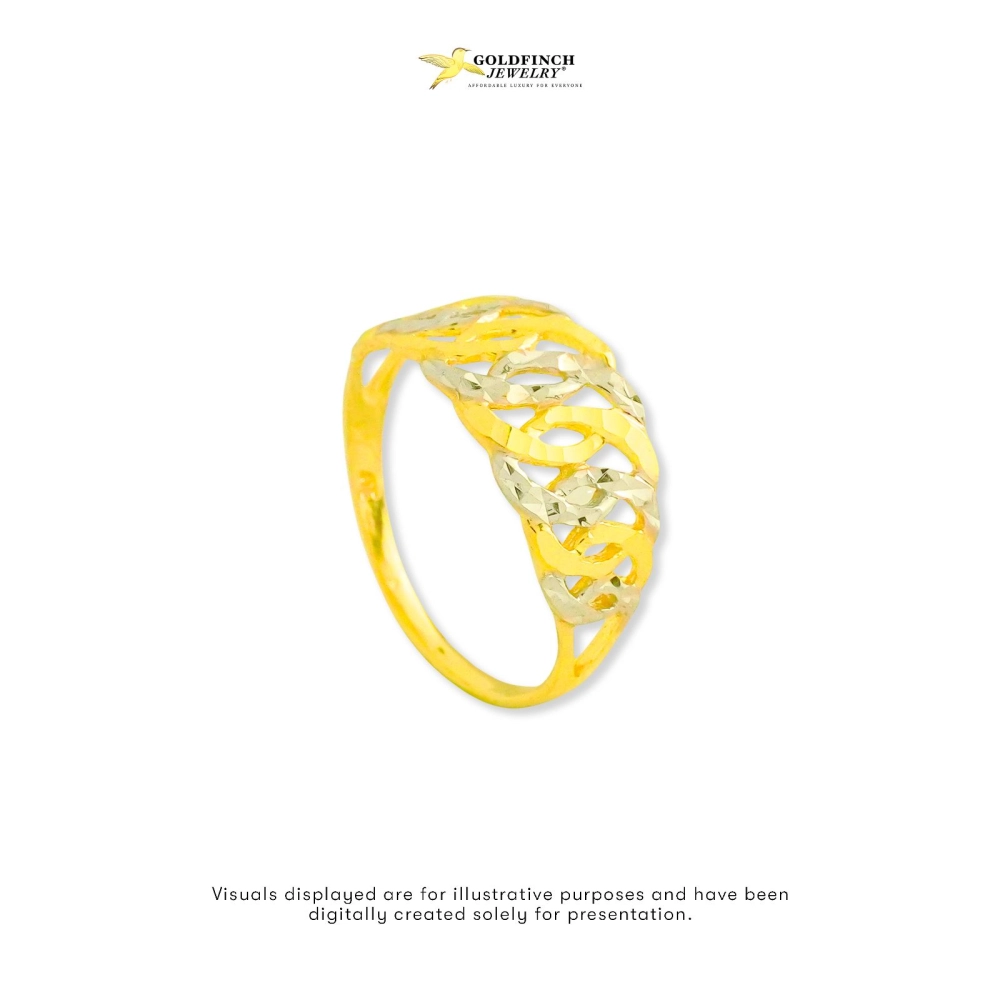 GOLDFINCH
JEWELRY®
AFFORDABLE LUXURY FOR EVERYONE
Visuals displayed are for illustrative purposes and have been
digitally created solely for presentation.